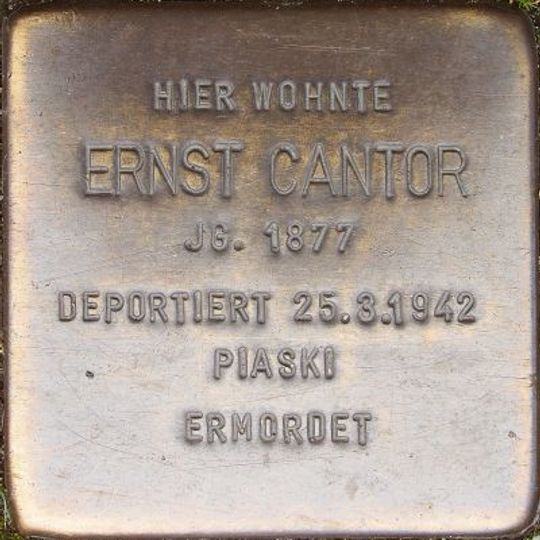 HIER WOHNTE
ERNST CANTOR
JG. 1877
DEPORTIERT 25.3.1942
PIASKI
ERMORDET